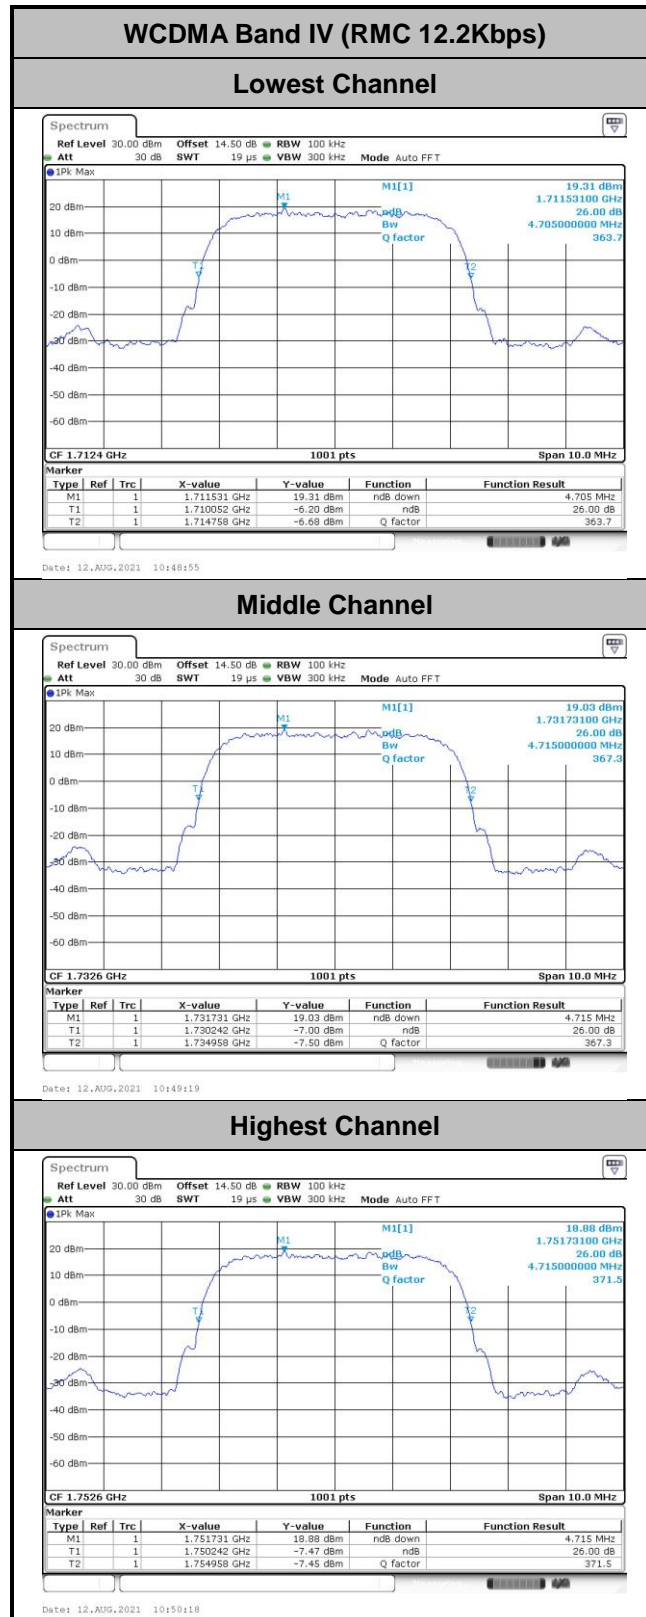 WCDMA Band IV (RMC 12.2Kbps)
Lowest Channel
Spectrum
Ref Level 30.00 dBm Offset 14.50 dB RBW 100 kHz
Att 30 dB SWT 19 µs VBW 300 kHz Mode Auto FFT
1Pk Max
M1[1] 19.31 dBm
1.71153100 GHz
ndB 26.00 dB
Bw 4.705000000 MHz
Q factor 363.7
M1
20 dBm
10 dBm
0 dBm
T1 T2
-10 dBm
-20 dBm
-30 dBm
-40 dBm
-50 dBm
-60 dBm
CF 1.7124 GHz 1001 pts Span 10.0 MHz
Marker
Type Ref Trc X-value Y-value Function Function Result
M1 1 1.711531 GHz 19.31 dBm ndB down 4.705 MHz
T1 1 1.710052 GHz -6.20 dBm ndB 26.00 dB
T2 1 1.714758 GHz -6.68 dBm Q factor 363.7
Date: 12.AUG.2021 10:48:55
Middle Channel
Spectrum
Ref Level 30.00 dBm Offset 14.50 dB RBW 100 kHz
Att 30 dB SWT 19 µs VBW 300 kHz Mode Auto FFT
1Pk Max
M1[1] 19.03 dBm
1.73173100 GHz
ndB 26.00 dB
Bw 4.715000000 MHz
Q factor 367.3
M1
20 dBm
10 dBm
0 dBm
T1 T2
-10 dBm
-20 dBm
-30 dBm
-40 dBm
-50 dBm
-60 dBm
CF 1.7326 GHz 1001 pts Span 10.0 MHz
Marker
Type Ref Trc X-value Y-value Function Function Result
M1 1 1.731731 GHz 19.03 dBm ndB down 4.715 MHz
T1 1 1.730242 GHz -7.00 dBm ndB 26.00 dB
T2 1 1.734958 GHz -7.50 dBm Q factor 367.3
Date: 12.AUG.2021 10:49:19
Highest Channel
Spectrum
Ref Level 30.00 dBm Offset 14.50 dB RBW 100 kHz
Att 30 dB SWT 19 µs VBW 300 kHz Mode Auto FFT
1Pk Max
M1[1] 18.88 dBm
1.75173100 GHz
ndB 26.00 dB
Bw 4.715000000 MHz
Q factor 371.5
M1
20 dBm
10 dBm
0 dBm
T1 T2
-10 dBm
-20 dBm
-30 dBm
-40 dBm
-50 dBm
-60 dBm
CF 1.7526 GHz 1001 pts Span 10.0 MHz
Marker
Type Ref Trc X-value Y-value Function Function Result
M1 1 1.751731 GHz 18.88 dBm ndB down 4.715 MHz
T1 1 1.750242 GHz -7.47 dBm ndB 26.00 dB
T2 1 1.754958 GHz -7.45 dBm Q factor 371.5
Date: 12.AUG.2021 10:50:18